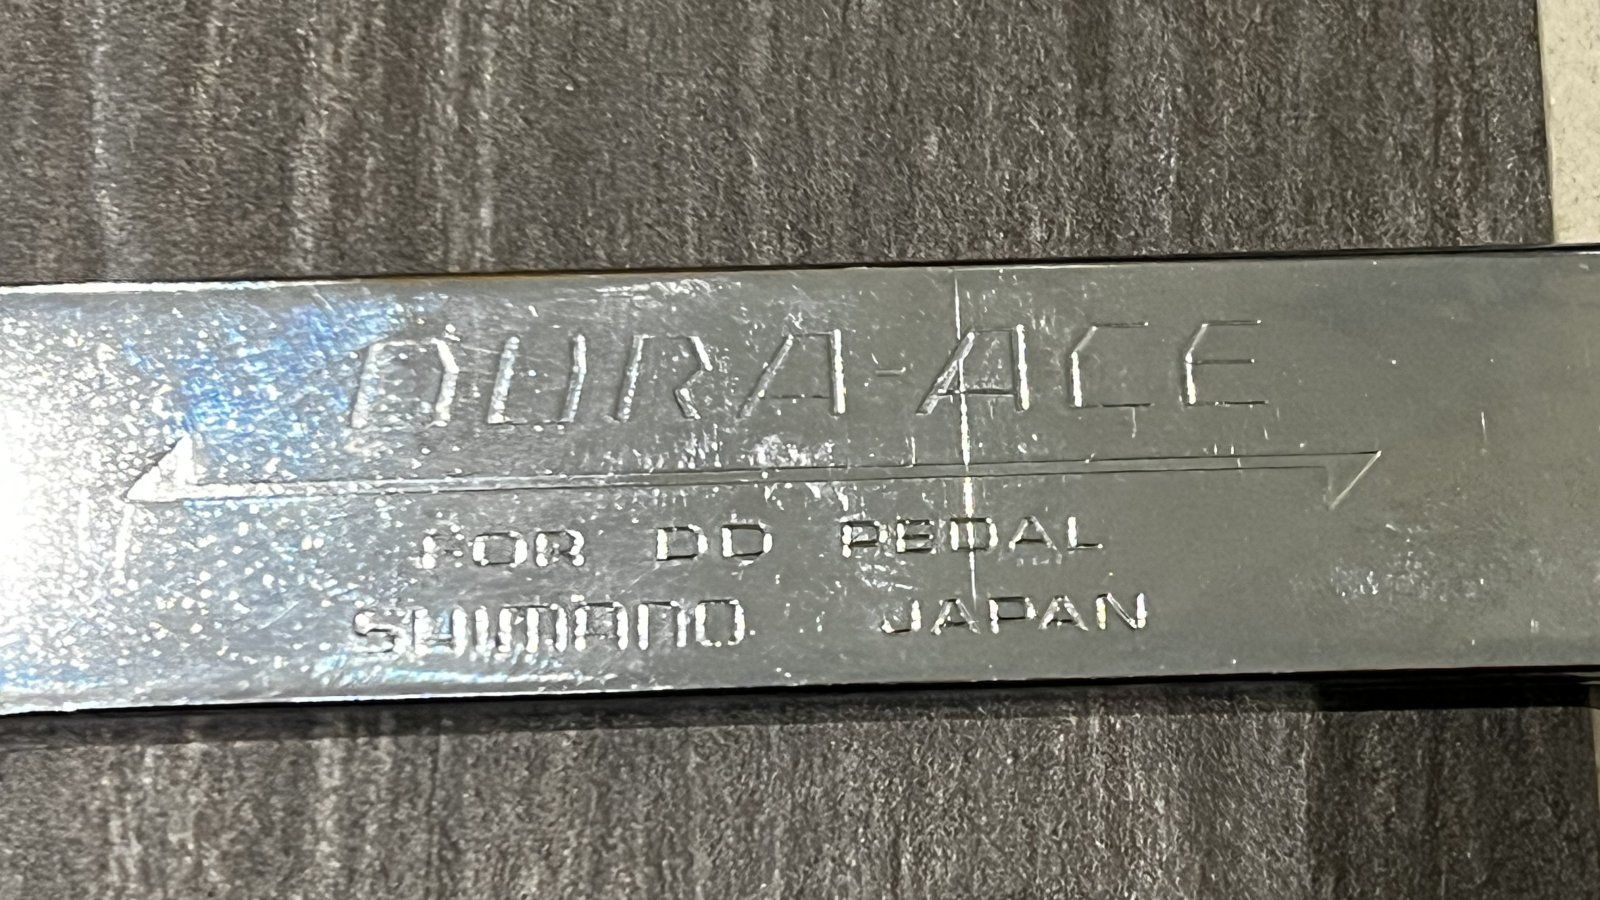 DURA-ACE
FOR DD PEDAL
SHIMANO JAPAN